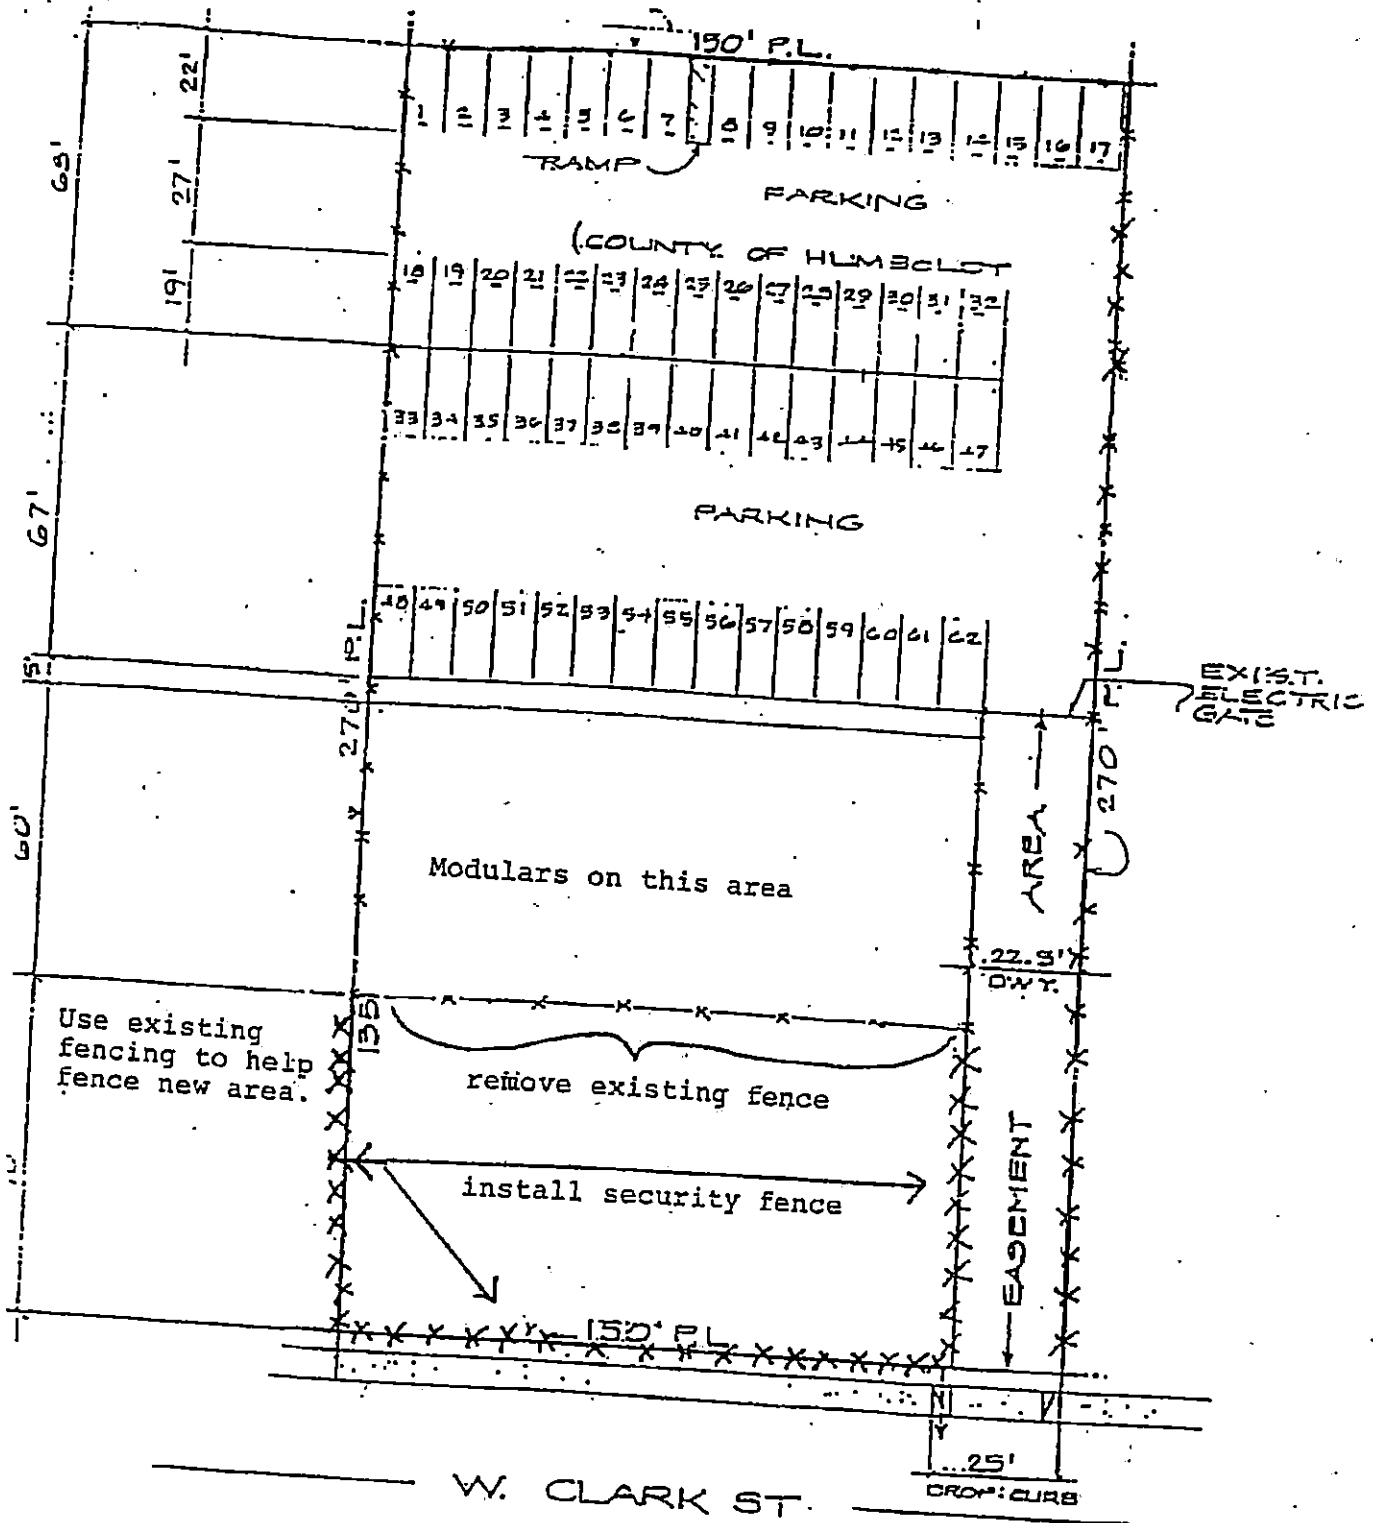 150' P.L.
22'
63'
27'
19'
1 2 3 4 5 6 7 8 9 10 11 12 13 14 15 16 17
RAMP
PARKING
(COUNTY OF HUMBOLDT
18 19 20 21 22 23 24 25 26 27 28 29 30 31 32
33 34 35 36 37 38 39 40 41 42 43 44 45 46 47
67'
PARKING
48 49 50 51 52 53 54 55 56 57 58 59 60 61 62
5'
270' P.L.
270' P.L.
EXIST.
ELECTRIC
GATE
60'
AREA
Modulars on this area
22.5'
DWY.
135'
Use existing
fencing to help
fence new area.
remove existing fence
install security fence
EASEMENT
150' P.L.
25'
DROP CURB
W. CLARK ST.